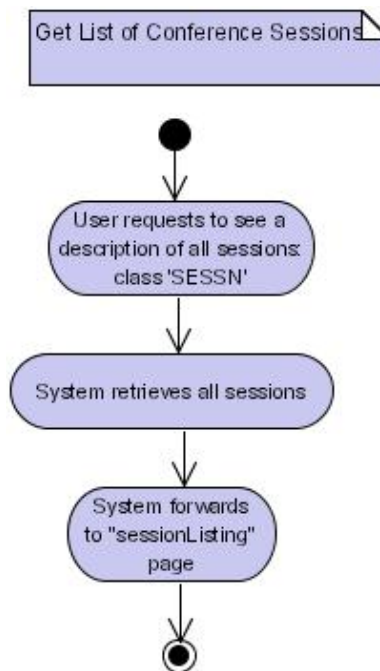 Get List of Conference Sessions
User requests to see a
description of all sessions:
class 'SESSN'
System retrieves all sessions
System forwards
to "sessionListing"
page